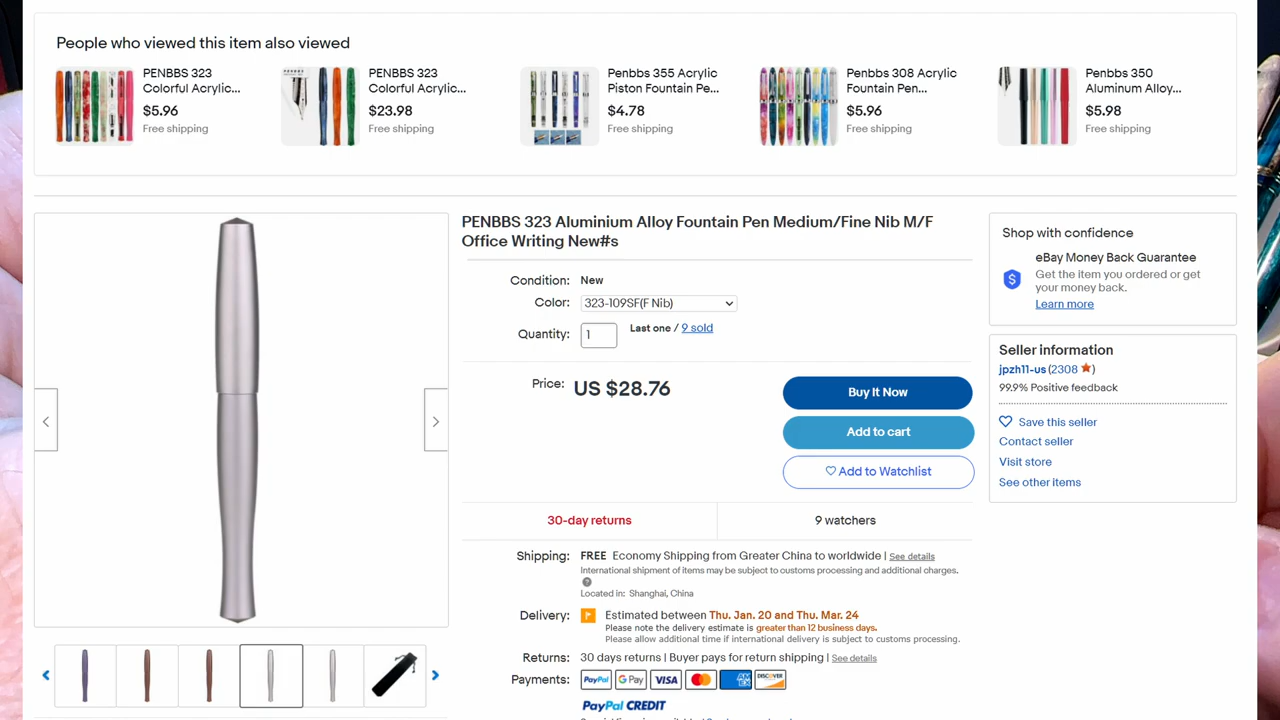 People who viewed this item also viewed
PENBBS 323
Colorful Acrylic...
$5.96
Free shipping
PENBBS 323
Colorful Acrylic...
$23.98
Free shipping
Penbbs 355 Acrylic
Piston Fountain Pe...
$4.78
Free shipping
Penbbs 308 Acrylic
Fountain Pen...
$5.96
Free shipping
Penbbs 350
Aluminum Alloy...
$5.98
Free shipping
PENBBS 323 Aluminium Alloy Fountain Pen Medium/Fine Nib M/F
Office Writing New#s
Condition: New
Color: 323-109SF(F Nib)
Quantity: 1 Last one / 9 sold
Price: US $28.76
Buy It Now
Add to cart
Add to Watchlist
30-day returns
9 watchers
Shipping: FREE Economy Shipping from Greater China to worldwide | See details
International shipment of items may be subject to customs processing and additional charges.
?
Located in: Shanghai, China
Delivery: Estimated between Thu. Jan. 20 and Thu. Mar. 24
Please note the delivery estimate is greater than 12 business days.
Please allow additional time if international delivery is subject to customs processing.
Returns: 30 days returns | Buyer pays for return shipping | See details
Payments: PayPal G Pay VISA AMEX DISCOVER
PayPal CREDIT
Shop with confidence
eBay Money Back Guarantee
Get the item you ordered or get
your money back.
Learn more
Seller information
jpzh11-us (2308 ★)
99.9% Positive feedback
Save this seller
Contact seller
Visit store
See other items